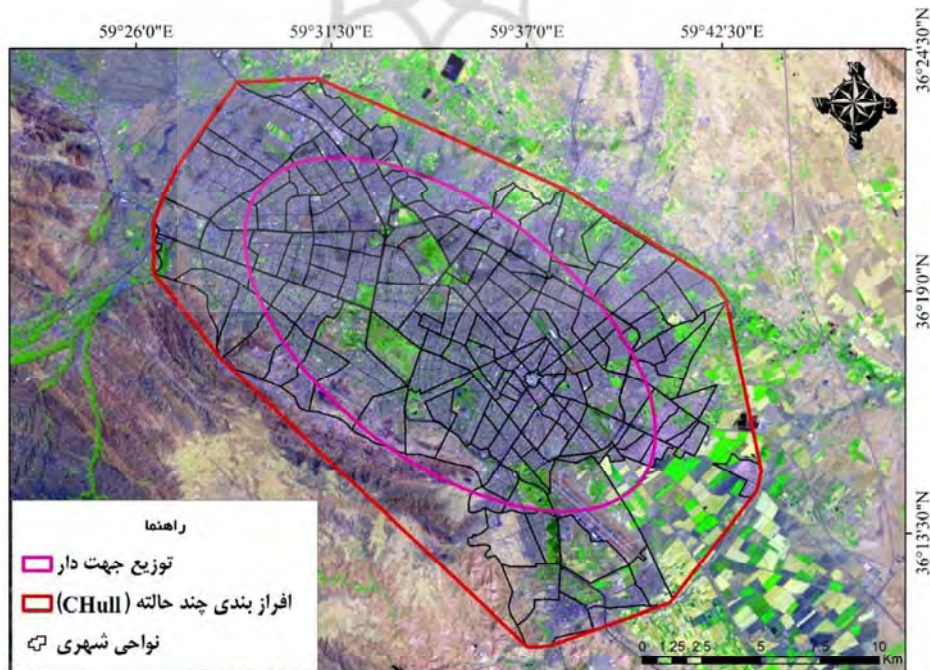 59°26'0"E 59°31'30"E 59°37'0"E 59°42'30"E
36°24'30"N
36°19'0"N
36°13'30"N
N
W
E
S
راهنما
توزیع جهت دار
افراز بندی چند حالته (CHull)
نواحی شهری
0 1.25 2.5 5 10
Km